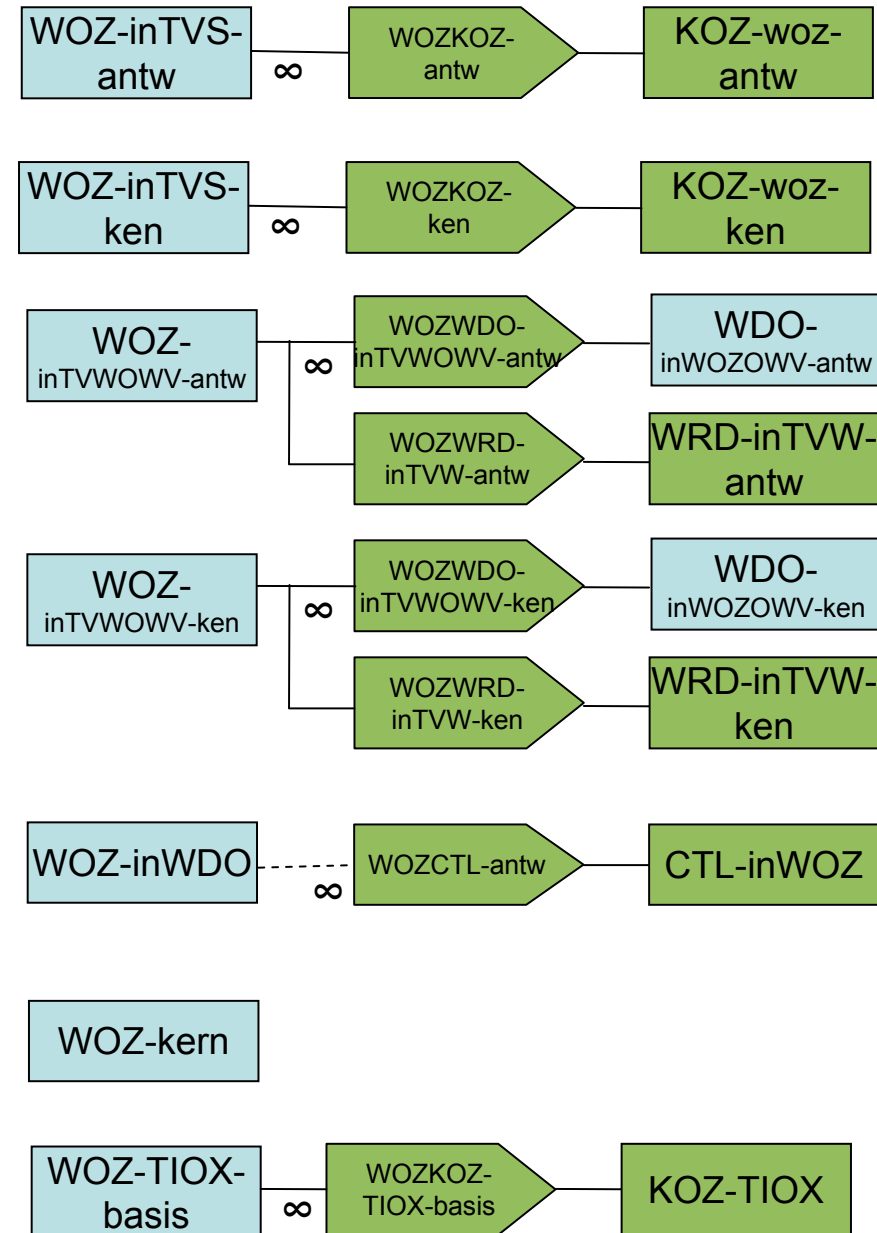 WOZ-inTVS-
antw
∞
WOZKOZ-
antw
KOZ-woz-
antw
WOZ-inTVS-
ken
∞
WOZKOZ-
ken
KOZ-woz-
ken
WOZ-
inTVWOWV-antw
∞
WOZWDO-
inTVWOWV-antw
WDO-
inWOZOWV-antw
WOZWRD-
inTVW-antw
WRD-inTVW-
antw
WOZ-
inTVWOWV-ken
∞
WOZWDO-
inTVWOWV-ken
WDO-
inWOZOWV-ken
WOZWRD-
inTVW-ken
WRD-inTVW-
ken
WOZ-inWDO
∞
WOZCTL-antw
CTL-inWOZ
WOZ-kern
WOZ-TIOX-
basis
∞
WOZKOZ-
TIOX-basis
KOZ-TIOX